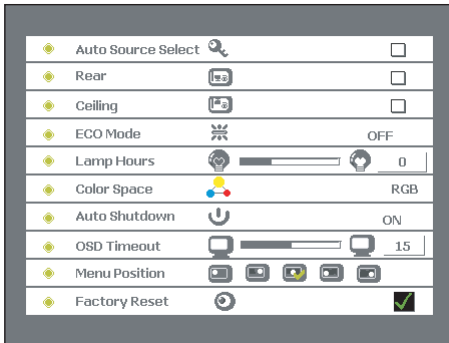 Auto Source Select
Rear
Ceiling
ECO Mode OFF
Lamp Hours 0
Color Space RGB
Auto Shutdown ON
OSD Timeout 15
Menu Position
Factory Reset